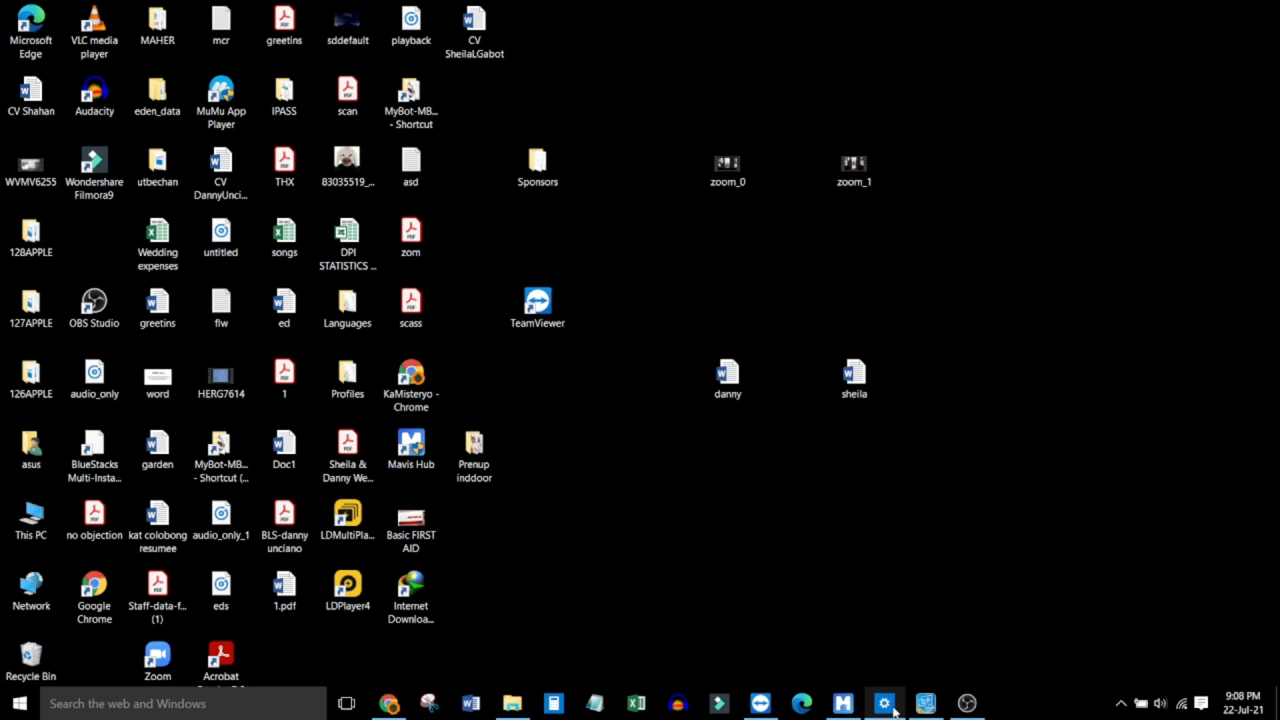 Microsoft Edge
VLC media player
MAHER
mcr
greetins
sddefault
playback
CV SheilaLGabot
CV Shahan
Audacity
eden_data
MuMu App Player
IPASS
scan
MyBot-MB... - Shortcut
WVMV6255
Wondershare Filmora9
utbechan
CV DannyUnci...
THX
83035519_...
asd
Sponsors
zoom_0
zoom_1
128APPLE
Wedding expenses
untitled
songs
DPI STATISTICS ...
zom
127APPLE
OBS Studio
greetins
flw
ed
Languages
scass
TeamViewer
126APPLE
audio_only
word
HERG7614
1
Profiles
KaMisteryo - Chrome
danny
sheila
asus
BlueStacks Multi-Insta...
garden
MyBot-MB... - Shortcut (...
Doc1
Sheila & Danny We...
Mavis Hub
Prenup inddoor
This PC
no objection
kat colobong resumee
audio_only_1
BLS-danny unciano
LDMultiPla...
Basic FIRST AID
Network
Google Chrome
Staff-data-f... (1)
eds
1.pdf
LDPlayer4
Internet Downloa...
Recycle Bin
Zoom
Acrobat
Search the web and Windows
9:08 PM
22-Jul-21